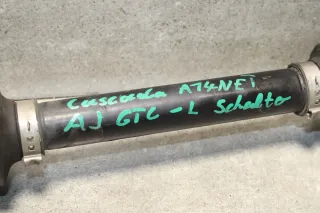 Cascada A14NET
AJ GTC - L Schalter